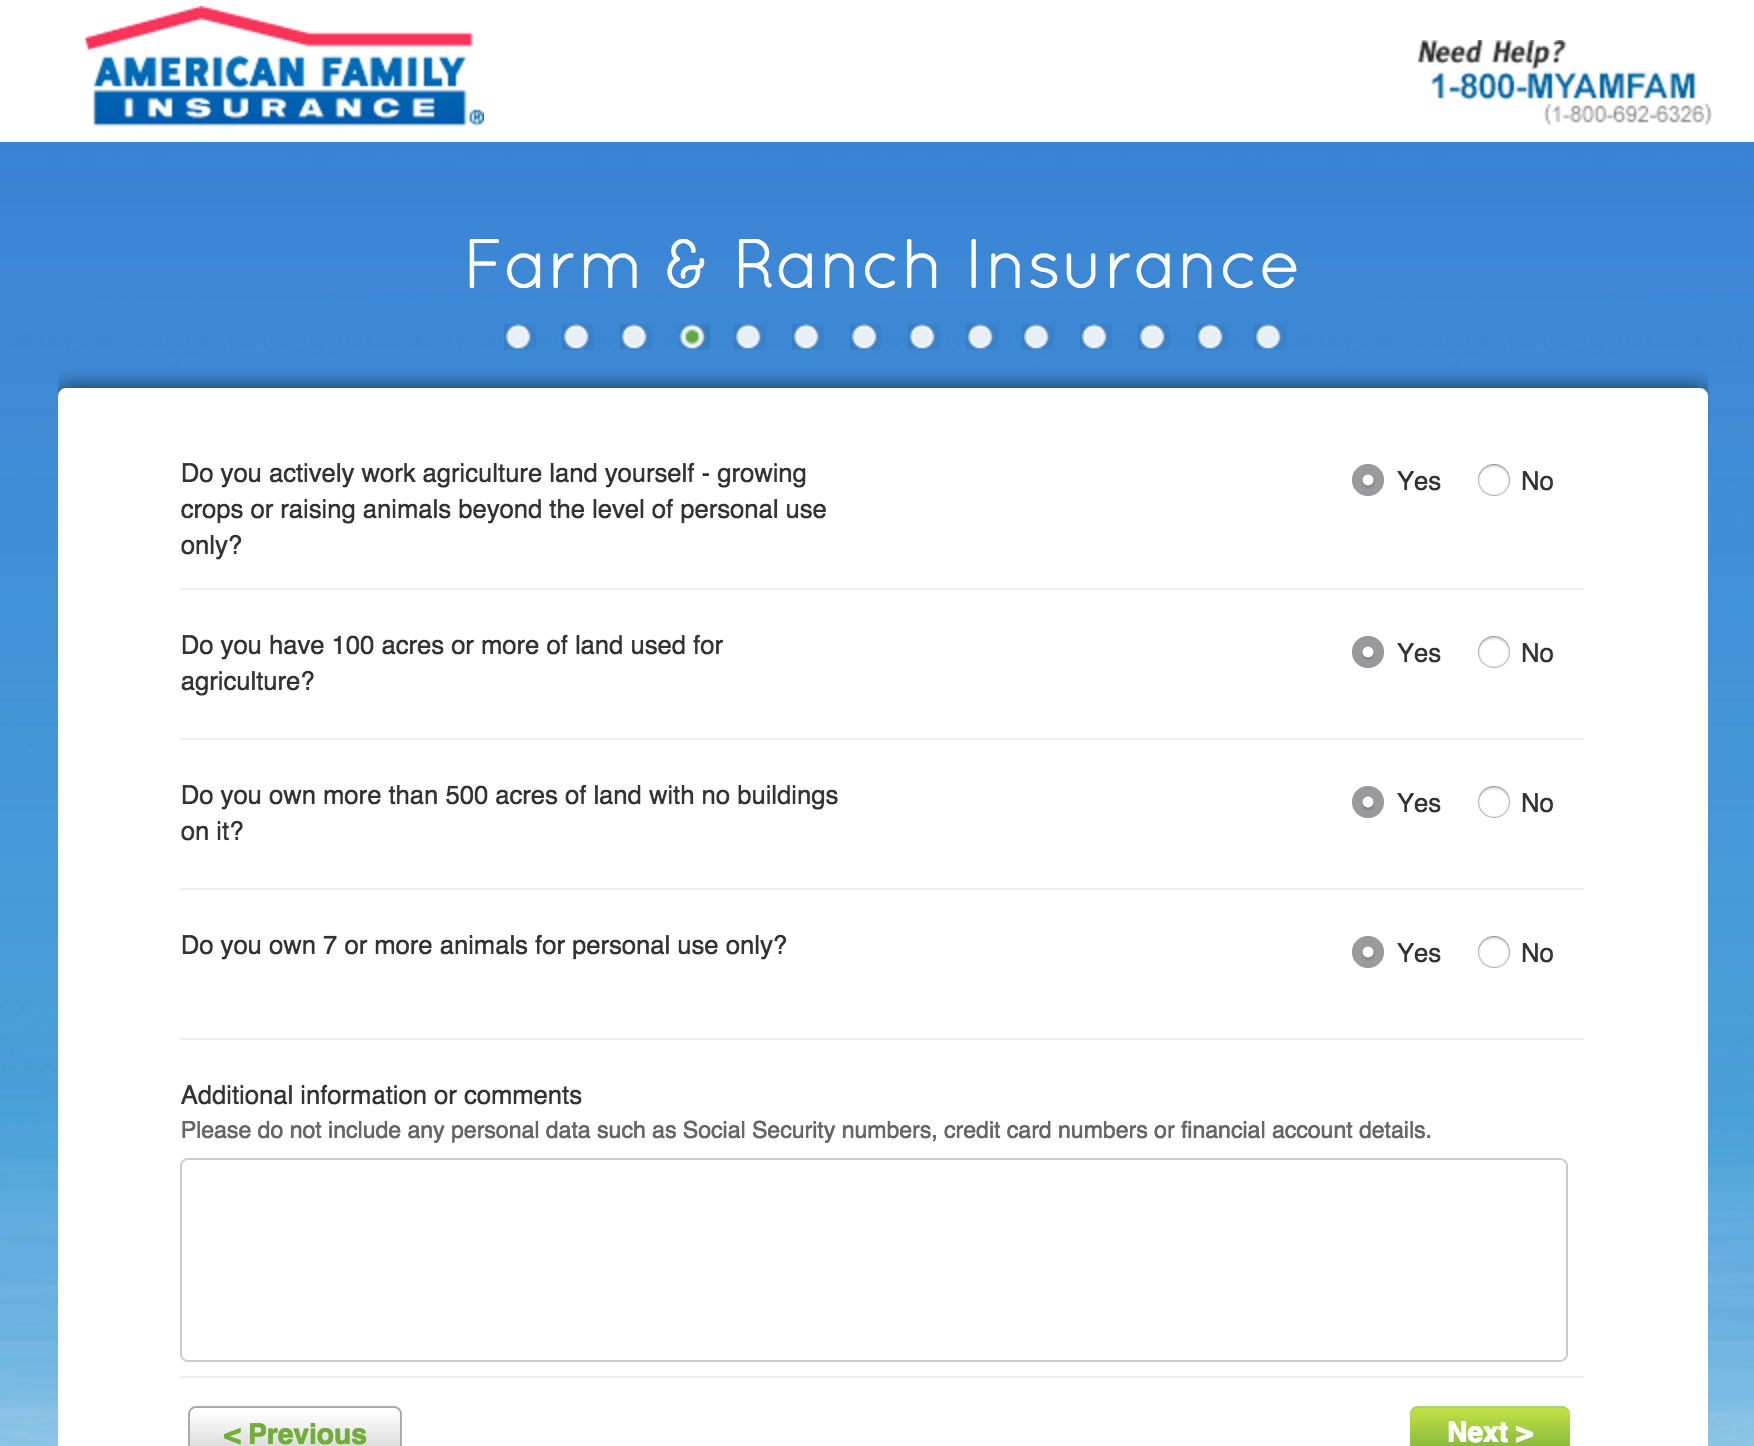 AMERICAN FAMILY
INSURANCE ®
Need Help?
1-800-MYAMFAM
(1-800-692-6326)
Farm & Ranch Insurance
Do you actively work agriculture land yourself - growing
crops or raising animals beyond the level of personal use
only?
Yes No
Do you have 100 acres or more of land used for
agriculture?
Yes No
Do you own more than 500 acres of land with no buildings
on it?
Yes No
Do you own 7 or more animals for personal use only?
Yes No
Additional information or comments
Please do not include any personal data such as Social Security numbers, credit card numbers or financial account details.
< Previous
Next >